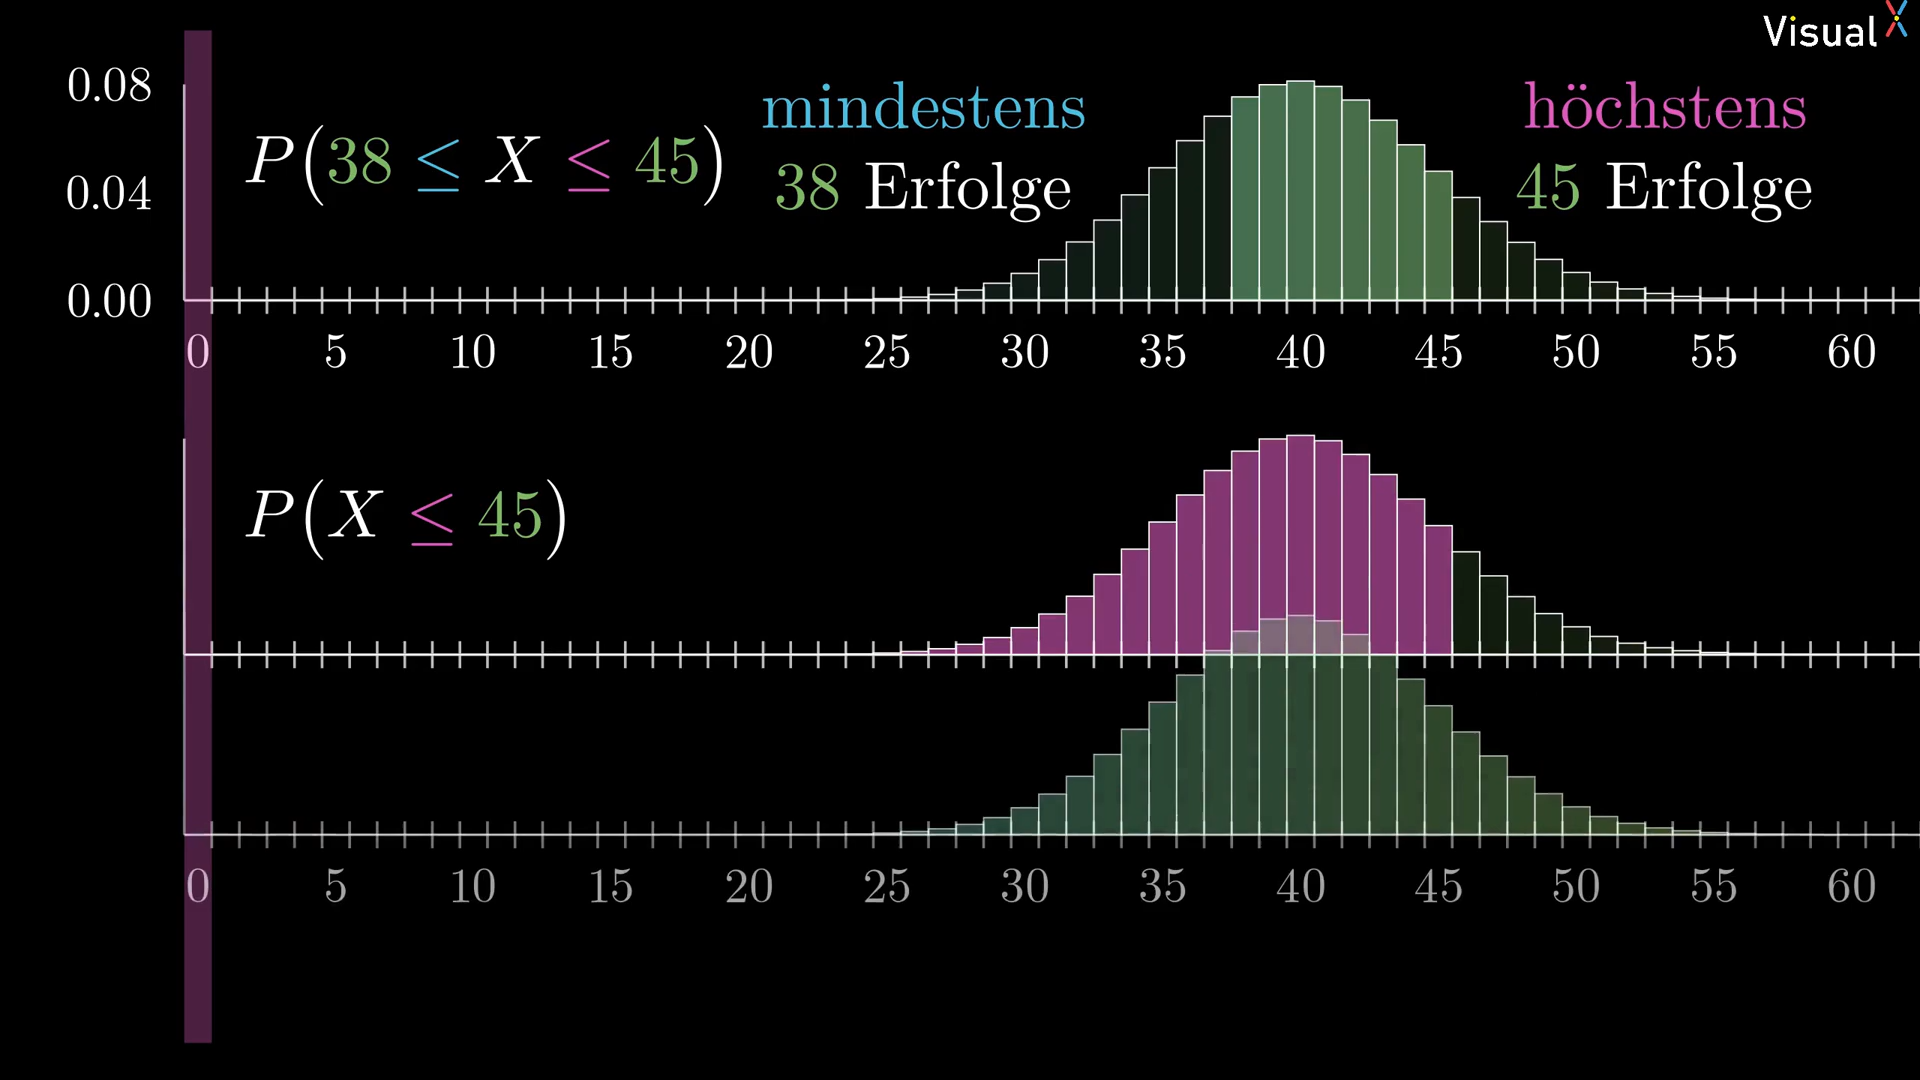 VisualX
mindestens
höchstens
P(38 ≤ X ≤ 45)
38 Erfolge
45 Erfolge
0.08
0.04
0.00
0 5 10 15 20 25 30 35 40 45 50 55 60
P(X ≤ 45)
0 5 10 15 20 25 30 35 40 45 50 55 60